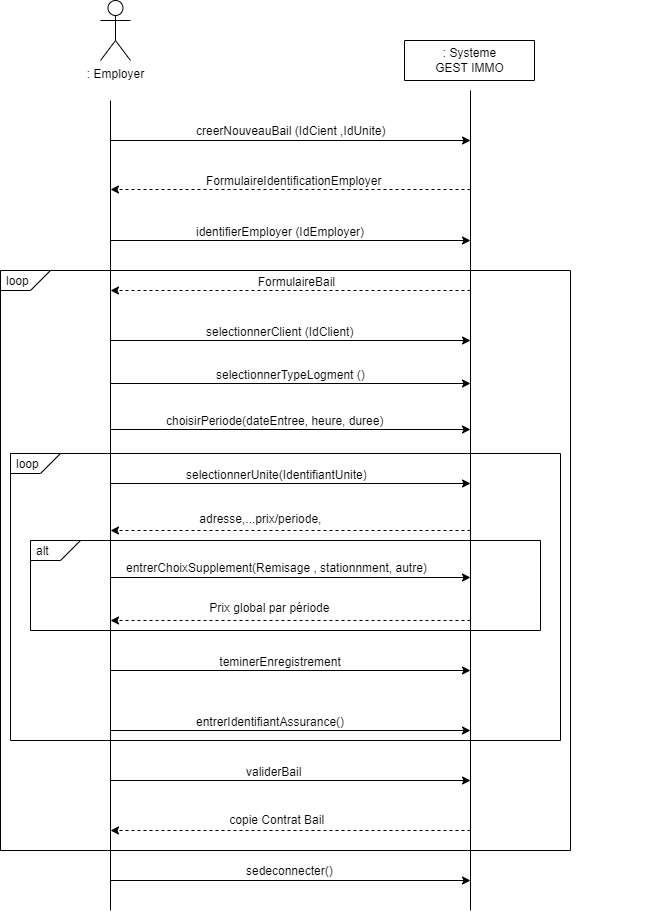 : Employer
: Systeme
GEST IMMO
creerNouveauBail (IdCient ,IdUnite)
FormulaireIdentificationEmployer
identifierEmployer (IdEmployer)
loop
FormulaireBail
selectionnerClient (IdClient)
selectionnerTypeLogment ()
choisirPeriode(dateEntree, heure, duree)
loop
selectionnerUnite(IdentifiantUnite)
adresse,...prix/periode,
alt
entrerChoixSupplement(Remisage , stationnment, autre)
Prix global par période
teminerEnregistrement
entrerIdentifiantAssurance()
validerBail
copie Contrat Bail
sedeconnecter()